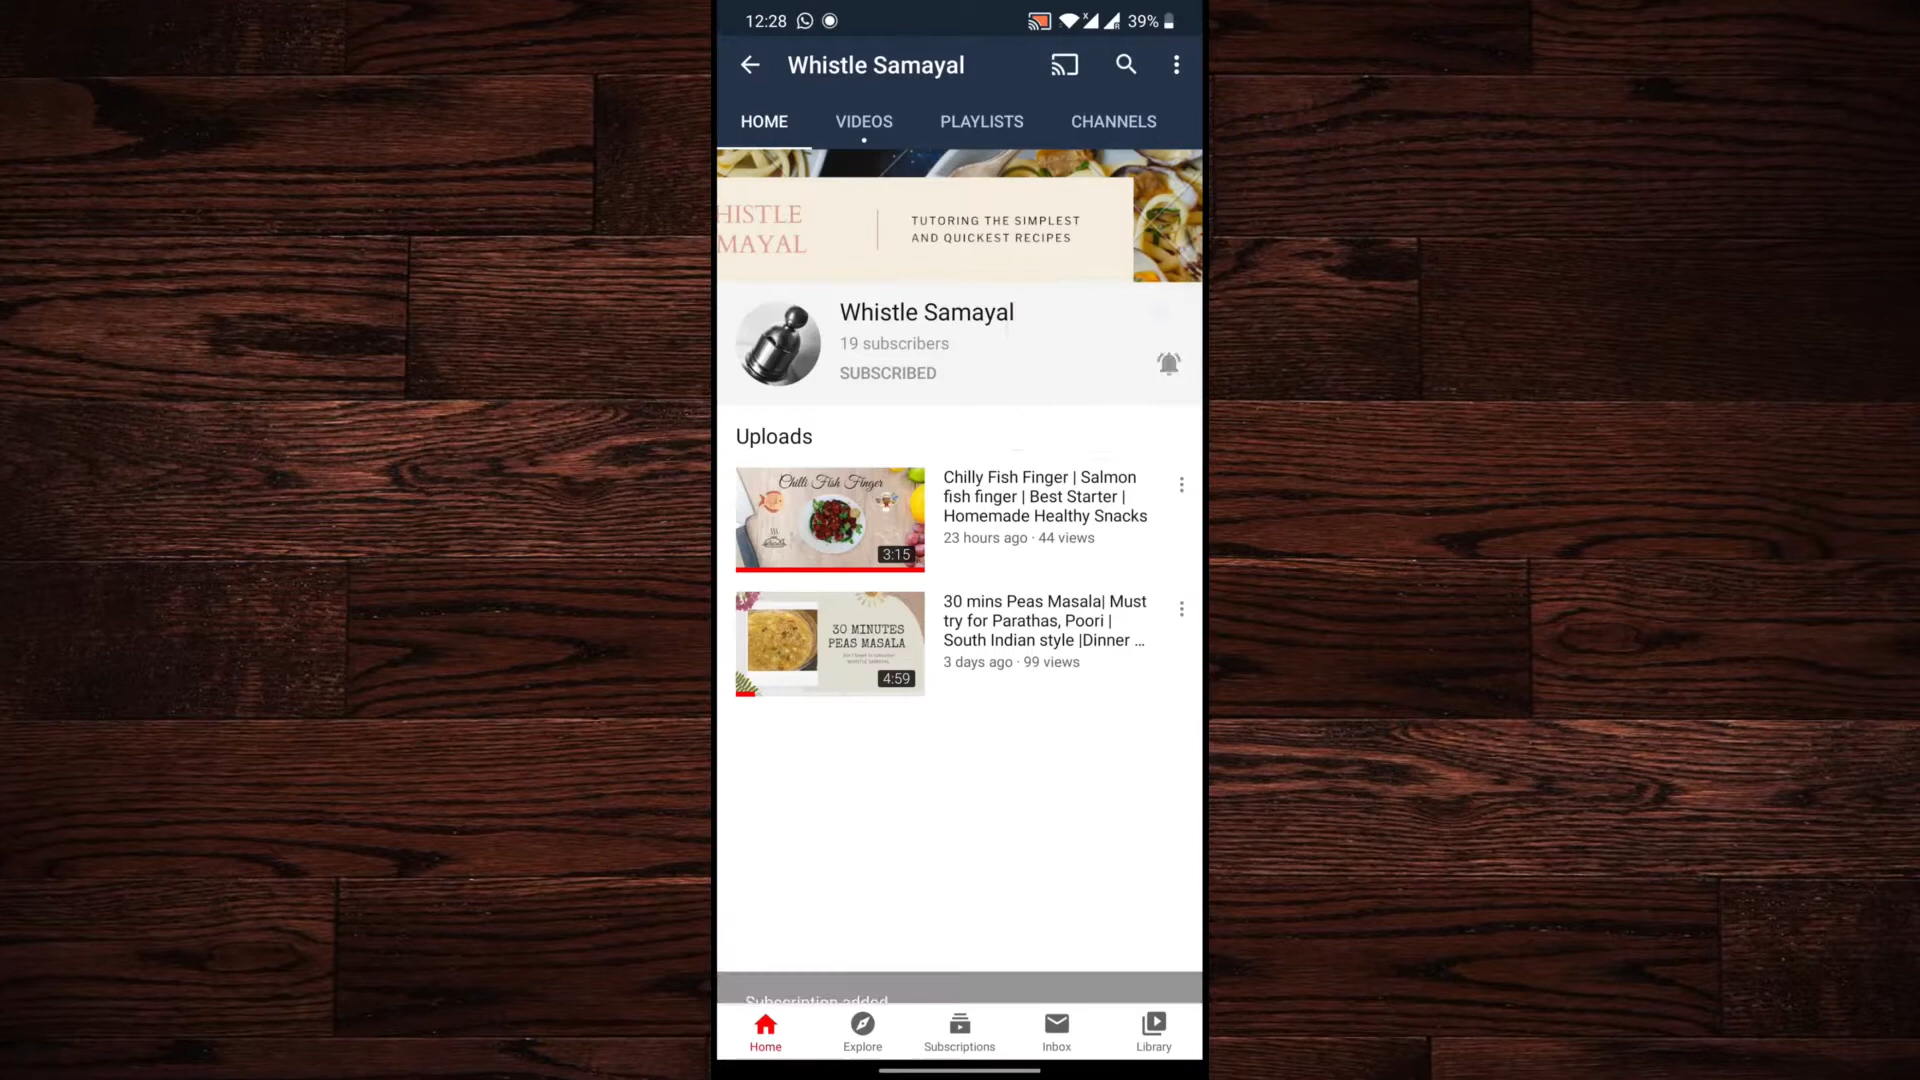 12:28
39%
Whistle Samayal
HOME
VIDEOS
PLAYLISTS
CHANNELS
HISTLE
MAYAL
TUTORING THE SIMPLEST
AND QUICKEST RECIPES
Whistle Samayal
19 subscribers
SUBSCRIBED
Uploads
Chilli Fish Finger
3:15
Chilly Fish Finger | Salmon
fish finger | Best Starter |
Homemade Healthy Snacks
23 hours ago · 44 views
30 MINUTES
PEAS MASALA
WHISTLE SAMAYAL
4:59
30 mins Peas Masala| Must
try for Parathas, Poori |
South Indian style |Dinner ...
3 days ago · 99 views
Subscription added
Home
Explore
Subscriptions
Inbox
Library